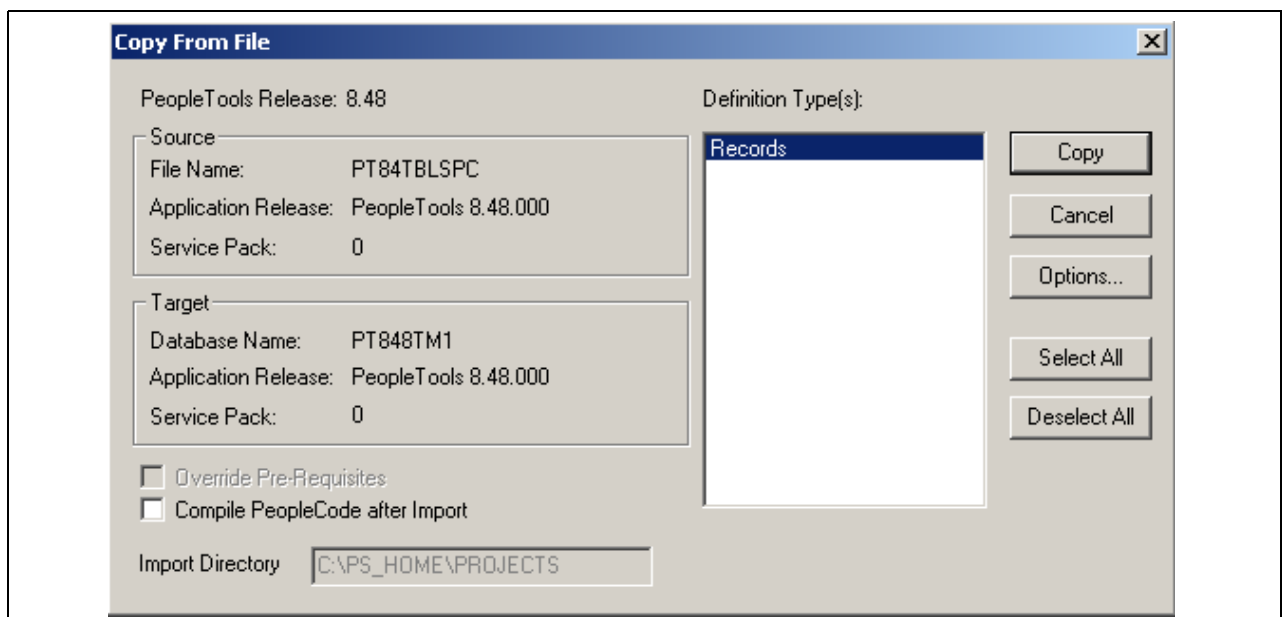 Copy From File
PeopleTools Release: 8.48
Source
File Name: PT84TBLSPC
Application Release: PeopleTools 8.48.000
Service Pack: 0
Target
Database Name: PT848TM1
Application Release: PeopleTools 8.48.000
Service Pack: 0
Override Pre-Requisites
Compile PeopleCode after Import
Import Directory C:\PS_HOME\PROJECTS
Definition Type(s):
Records
Copy
Cancel
Options...
Select All
Deselect All